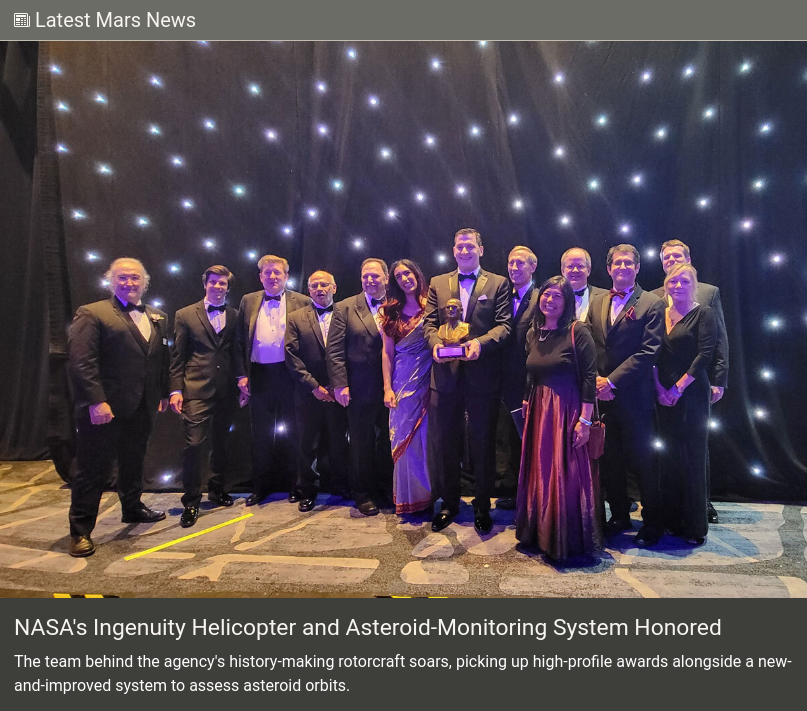 Latest Mars News
NASA's Ingenuity Helicopter and Asteroid-Monitoring System Honored
The team behind the agency's history-making rotorcraft soars, picking up high-profile awards alongside a new-
and-improved system to assess asteroid orbits.